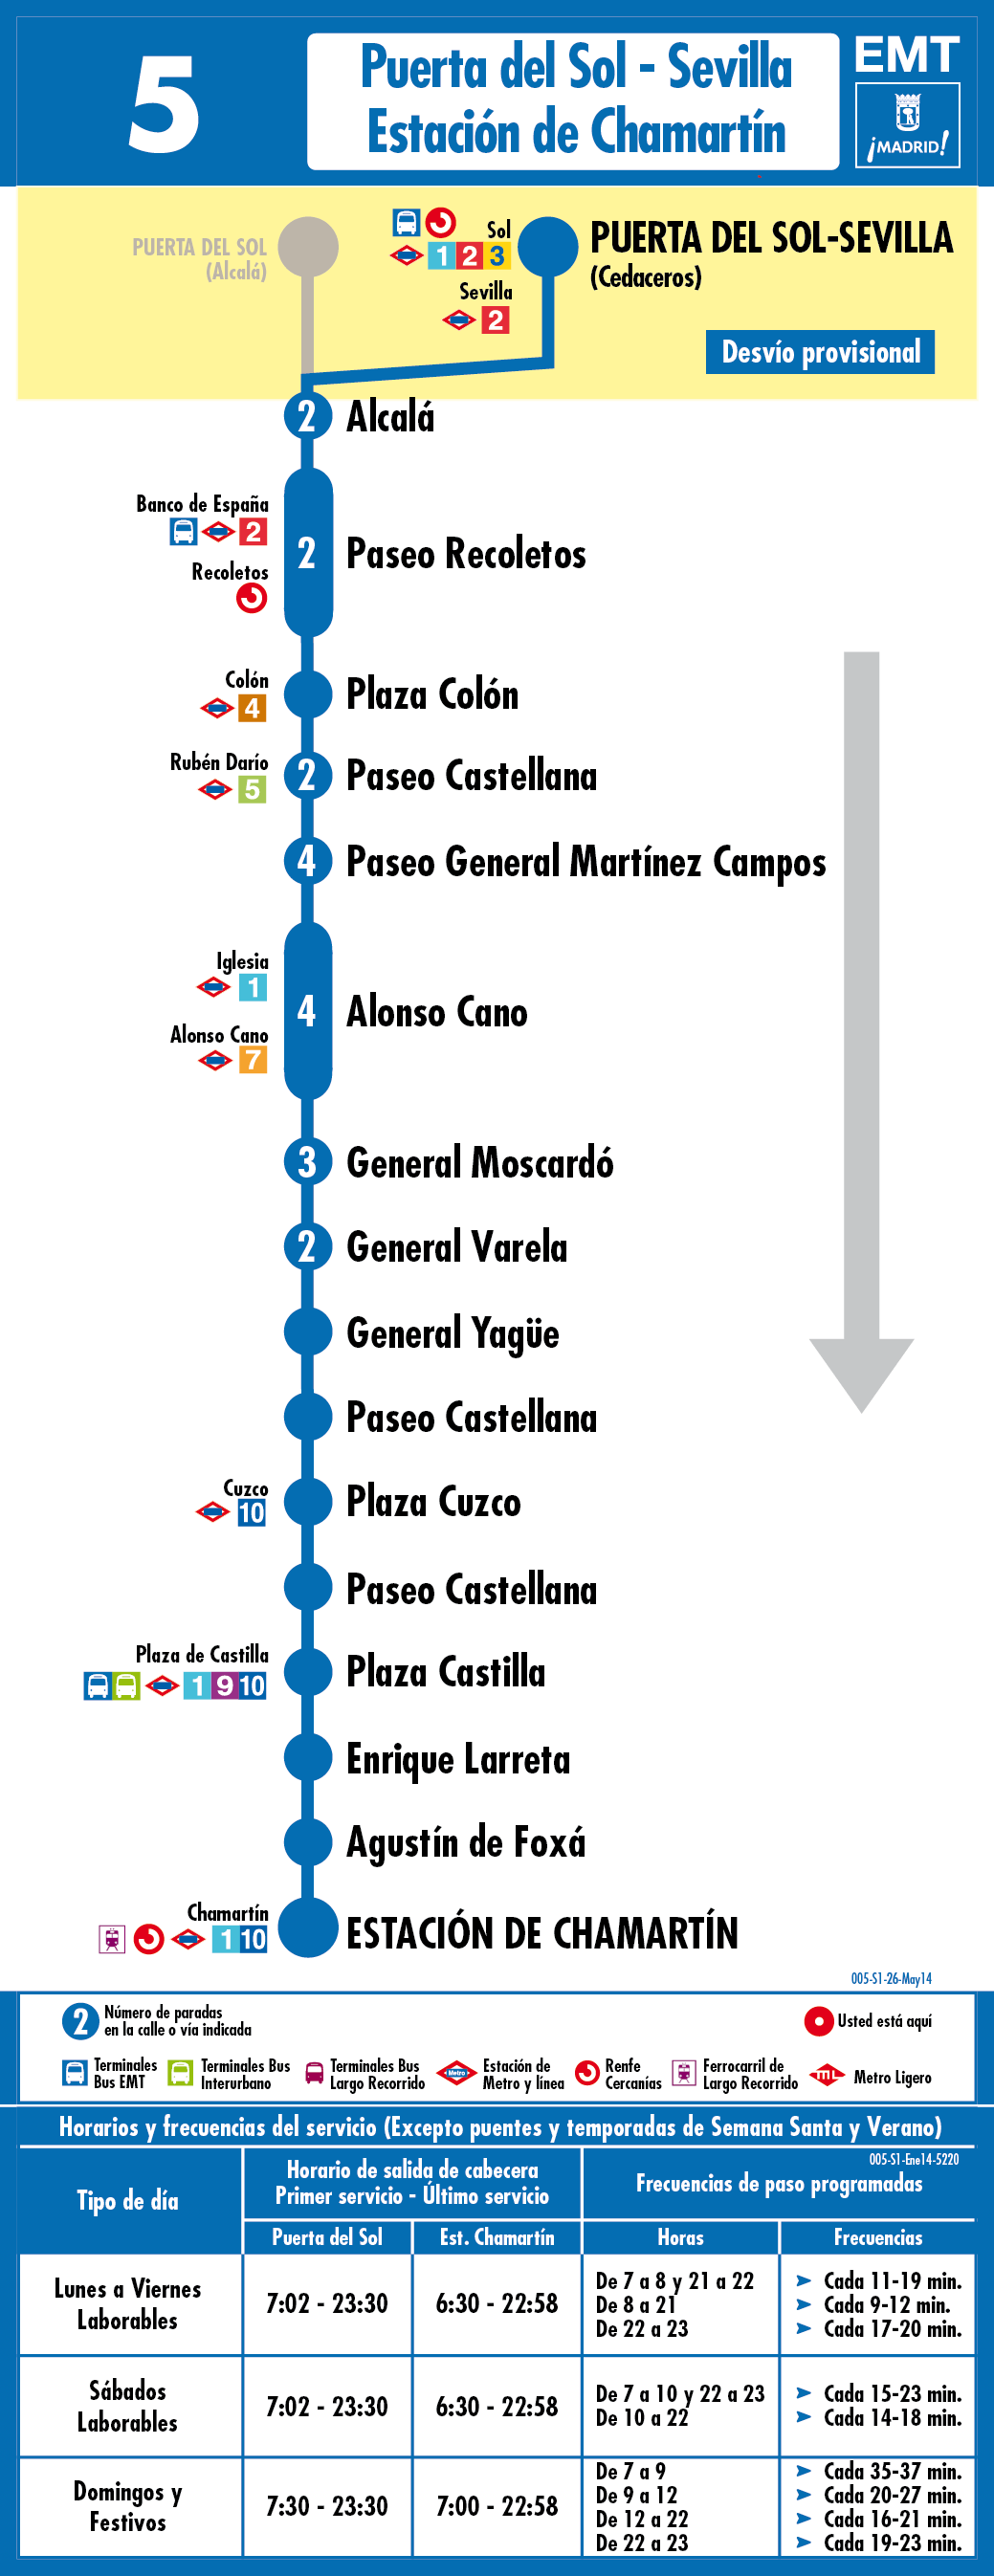 5
Puerta del Sol - Sevilla
Estación de Chamartín
EMT
¡MADRID!
PUERTA DEL SOL
(Alcalá)
Sol
1 2 3
Sevilla
2
PUERTA DEL SOL-SEVILLA
(Cedaceros)
Desvío provisional
2 Alcalá
Banco de España
2
Recoletos
2 Paseo Recoletos
Colón
4
Plaza Colón
Rubén Darío
5
2 Paseo Castellana
4 Paseo General Martínez Campos
Iglesia
1
Alonso Cano
7
4 Alonso Cano
3 General Moscardó
2 General Varela
General Yagüe
Paseo Castellana
Cuzco
10
Plaza Cuzco
Paseo Castellana
Plaza de Castilla
1 9 10
Plaza Castilla
Enrique Larreta
Agustín de Foxá
Chamartín
1 10
ESTACIÓN DE CHAMARTÍN
005-S1-26-May14
2 Número de paradas
en la calle o vía indicada
Usted está aquí
Terminales
Bus EMT
Terminales Bus
Interurbano
Terminales Bus
Largo Recorrido
Metro
Estación de
Metro y línea
Renfe
Cercanías
Ferrocarril de
Largo Recorrido
ML
Metro Ligero
Horarios y frecuencias del servicio (Excepto puentes y temporadas de Semana Santa y Verano)
005-S1-Ene14-5220
Tipo de día
Horario de salida de cabecera
Primer servicio - Último servicio
Frecuencias de paso programadas
Puerta del Sol Est. Chamartín Horas Frecuencias
Lunes a Viernes
Laborables
7:02 - 23:30 6:30 - 22:58
De 7 a 8 y 21 a 22 Cada 11-19 min.
De 8 a 21 Cada 9-12 min.
De 22 a 23 Cada 17-20 min.
Sábados
Laborables
7:02 - 23:30 6:30 - 22:58
De 7 a 10 y 22 a 23 Cada 15-23 min.
De 10 a 22 Cada 14-18 min.
Domingos y
Festivos
7:30 - 23:30 7:00 - 22:58
De 7 a 9 Cada 35-37 min.
De 9 a 12 Cada 20-27 min.
De 12 a 22 Cada 16-21 min.
De 22 a 23 Cada 19-23 min.